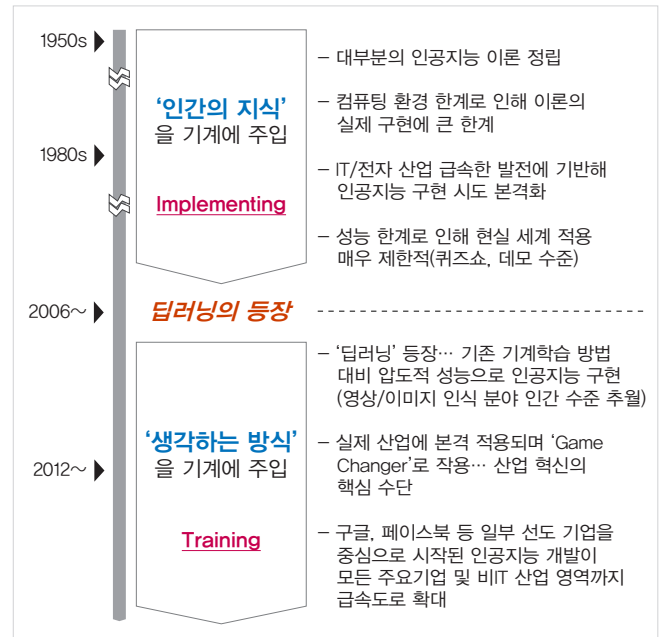 1950s
1980s
2006~
2012~
'인간의 지식'
을 기계에 주입
Implementing
– 대부분의 인공지능 이론 정립
– 컴퓨팅 환경 한계로 인해 이론의
실제 구현에 큰 한계
– IT/전자 산업 급속한 발전에 기반해
인공지능 구현 시도 본격화
– 성능 한계로 인해 현실 세계 적용
매우 제한적(퀴즈쇼, 데모 수준)
딥러닝의 등장
'생각하는 방식'
을 기계에 주입
Training
– '딥러닝' 등장… 기존 기계학습 방법
대비 압도적 성능으로 인공지능 구현
(영상/이미지 인식 분야 인간 수준 추월)
– 실제 산업에 본격 적용되며 'Game
Changer'로 작용… 산업 혁신의
핵심 수단
– 구글, 페이스북 등 일부 선도 기업을
중심으로 시작된 인공지능 개발이
모든 주요기업 및 비IT 산업 영역까지
급속도로 확대